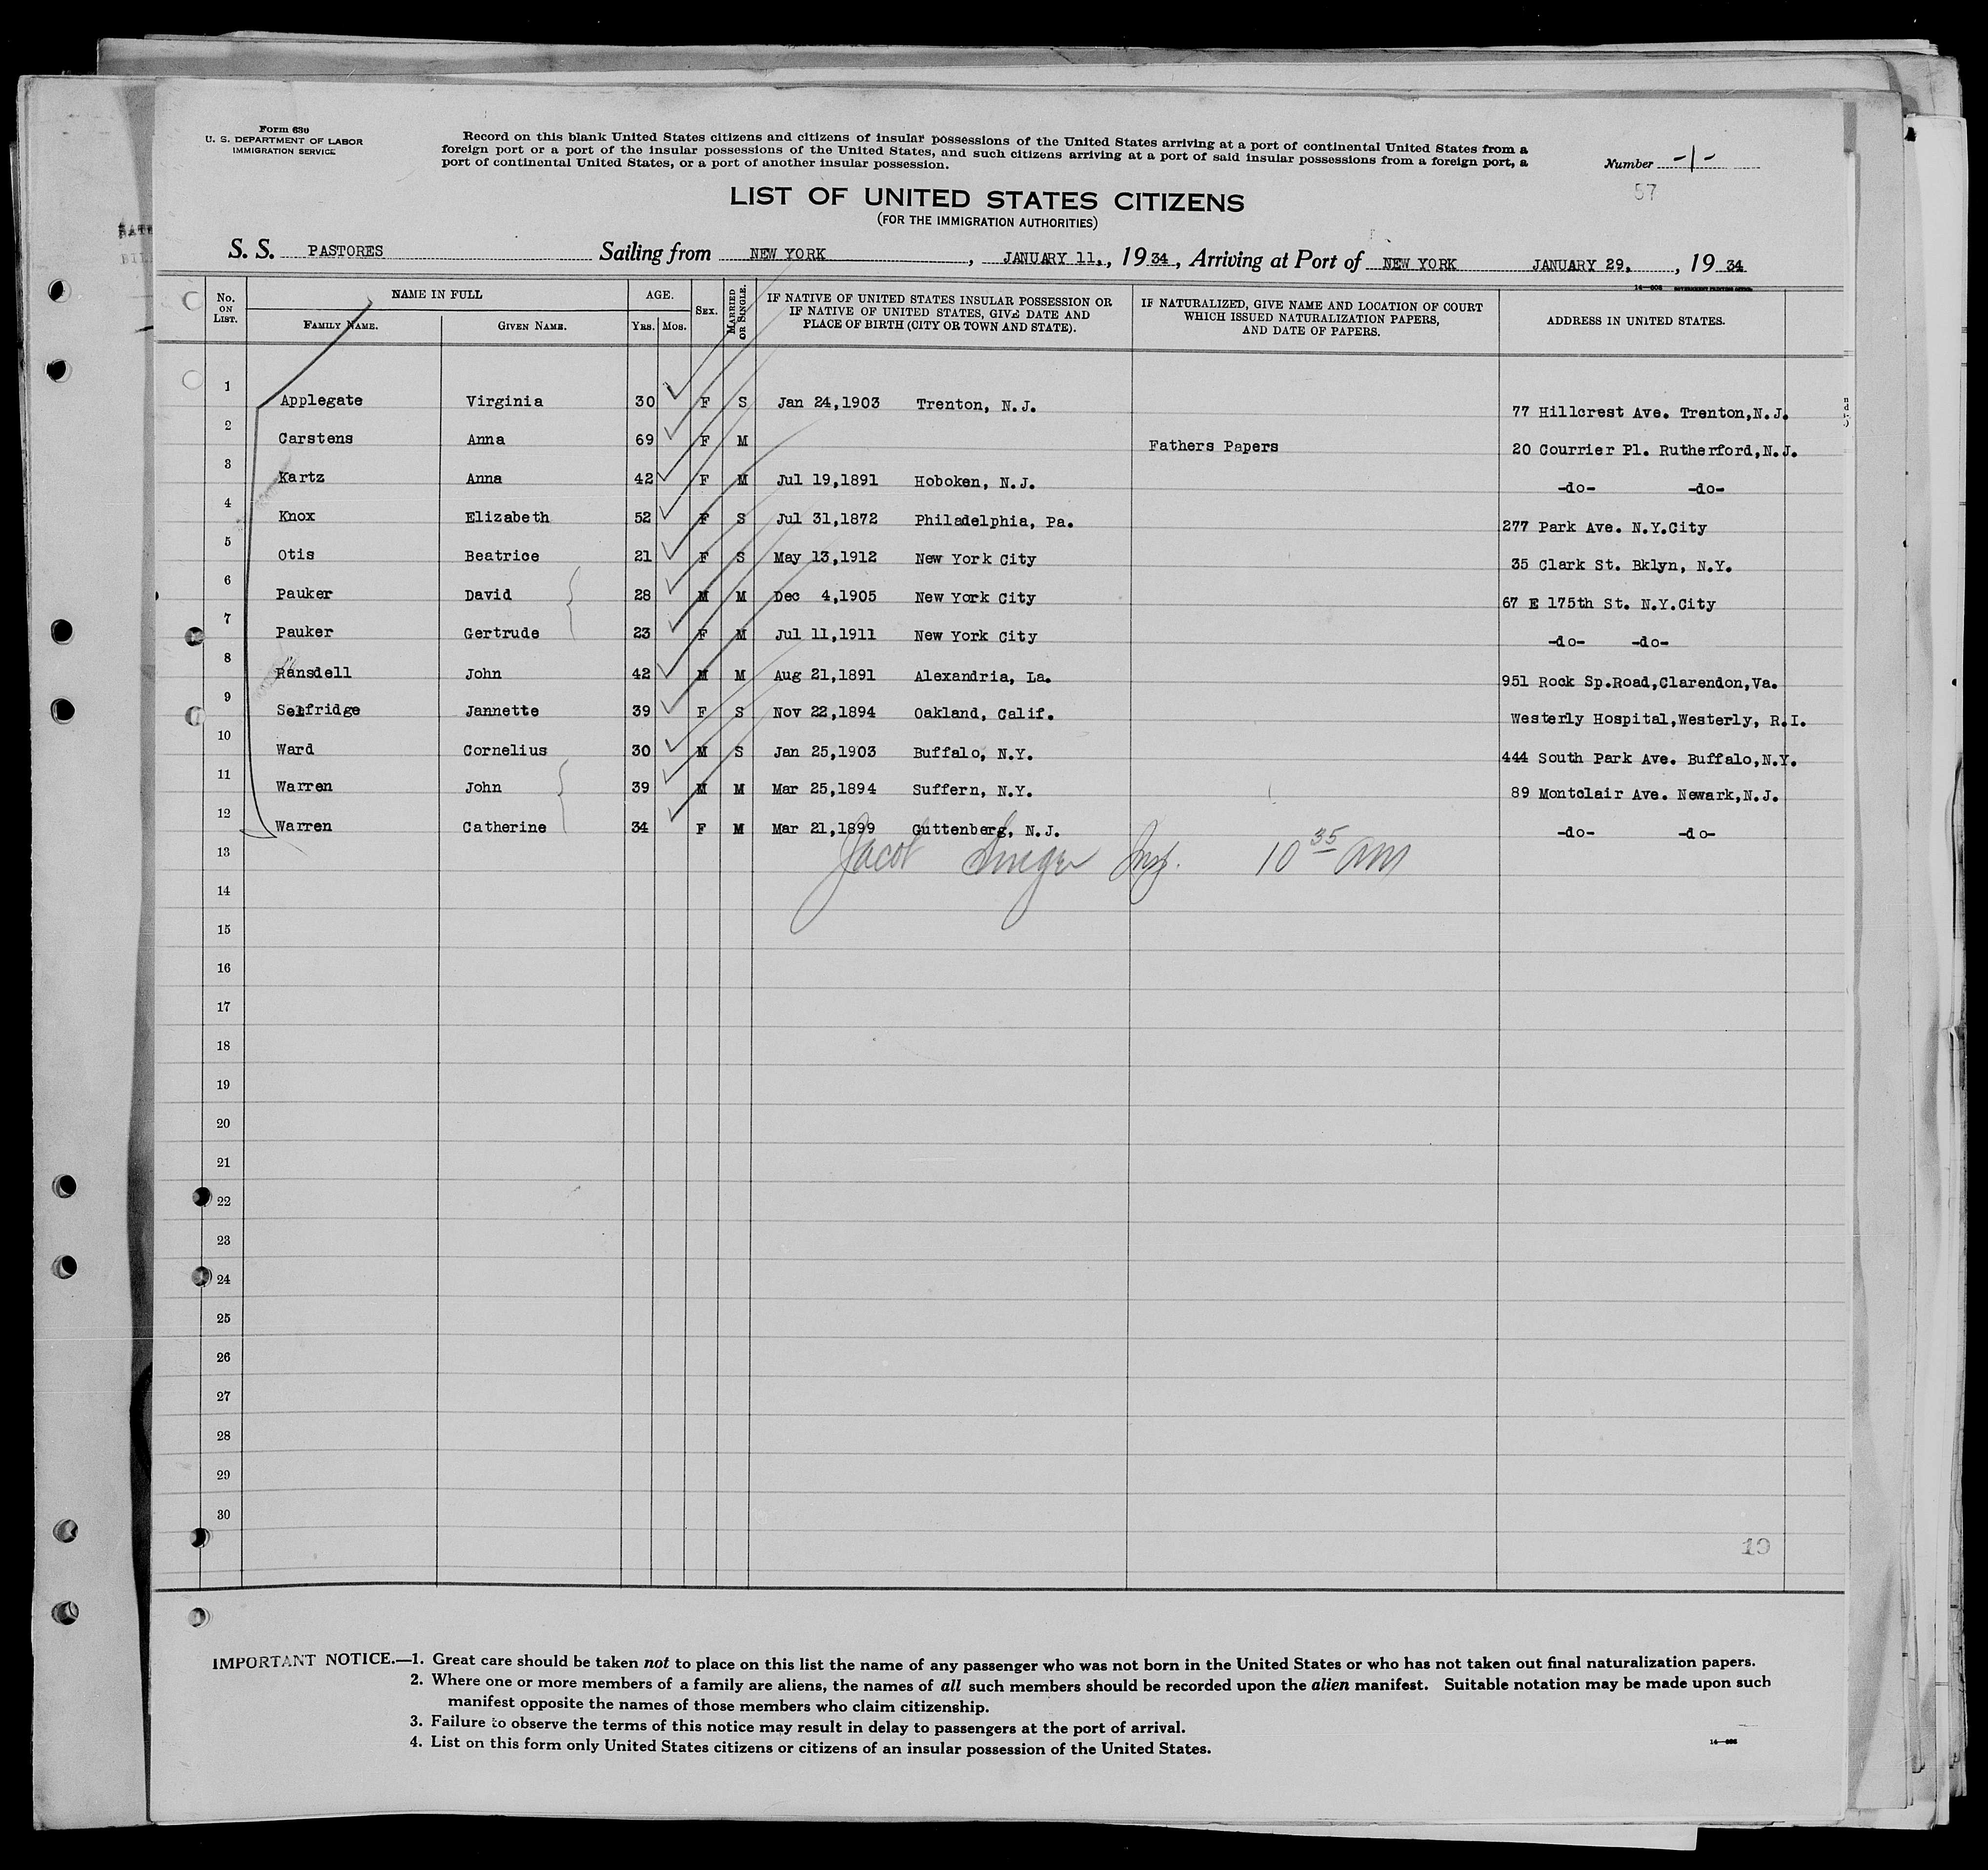 Form 630
U. S. DEPARTMENT OF LABOR
IMMIGRATION SERVICE
Record on this blank United States citizens and citizens of insular possessions of the United States arriving at a port of continental United States from a
foreign port or a port of the insular possessions of the United States, and such citizens arriving at a port of said insular possessions from a foreign port, a
port of continental United States, or a port of another insular possession.
Number -1-
57
LIST OF UNITED STATES CITIZENS
(FOR THE IMMIGRATION AUTHORITIES)
S. S. PASTORES Sailing from NEW YORK, JANUARY 11., 1934, Arriving at Port of NEW YORK JANUARY 29., 1934
No. ON LIST. NAME IN FULL FAMILY NAME. GIVEN NAME. AGE. YRS. MOS. SEX. MARRIED OR SINGLE. IF NATIVE OF UNITED STATES INSULAR POSSESSION OR IF NATIVE OF UNITED STATES, GIVE DATE AND PLACE OF BIRTH (CITY OR TOWN AND STATE). IF NATURALIZED, GIVE NAME AND LOCATION OF COURT WHICH ISSUED NATURALIZATION PAPERS, AND DATE OF PAPERS. ADDRESS IN UNITED STATES.
1 Applegate Virginia 30 F S Jan 24,1903 Trenton, N.J. 77 Hillcrest Ave. Trenton,N.J.
2 Carstens Anna 69 F M Fathers Papers 20 Courrier Pl. Rutherford,N.J.
3 Kartz Anna 42 F M Jul 19,1891 Hoboken, N.J. -do- -do-
4 Knox Elizabeth 52 F S Jul 31,1872 Philadelphia, Pa. 277 Park Ave. N.Y.City
5 Otis Beatrice 21 F S May 13,1912 New York City 35 Clark St. Bklyn, N.Y.
6 Pauker David 28 M M Dec 4,1905 New York City 67 E 175th St. N.Y.City
7 Pauker Gertrude 23 F M Jul 11,1911 New York City -do- -do-
8 Ransdell John 42 M M Aug 21,1891 Alexandria, La. 951 Rock Sp.Road,Clarendon,Va.
9 Selfridge Jannette 39 F S Nov 22,1894 Oakland, Calif. Westerly Hospital,Westerly, R.I.
10 Ward Cornelius 30 M S Jan 25,1903 Buffalo, N.Y. 444 South Park Ave. Buffalo,N.Y.
11 Warren John 39 M M Mar 25,1894 Suffern, N.Y. 89 Montclair Ave. Newark,N.J.
12 Warren Catherine 34 F M Mar 21,1899 Guttenberg, N.J. -do- -do-
13 Jacob Insp. 10 35 AM
14
15
16
17
18
19
20
21
22
23
24
25
26
27
28
29
30
10
IMPORTANT NOTICE.—1. Great care should be taken not to place on this list the name of any passenger who was not born in the United States or who has not taken out final naturalization papers.
2. Where one or more members of a family are aliens, the names of all such members should be recorded upon the alien manifest. Suitable notation may be made upon such
manifest opposite the names of those members who claim citizenship.
3. Failure to observe the terms of this notice may result in delay to passengers at the port of arrival.
4. List on this form only United States citizens or citizens of an insular possession of the United States.